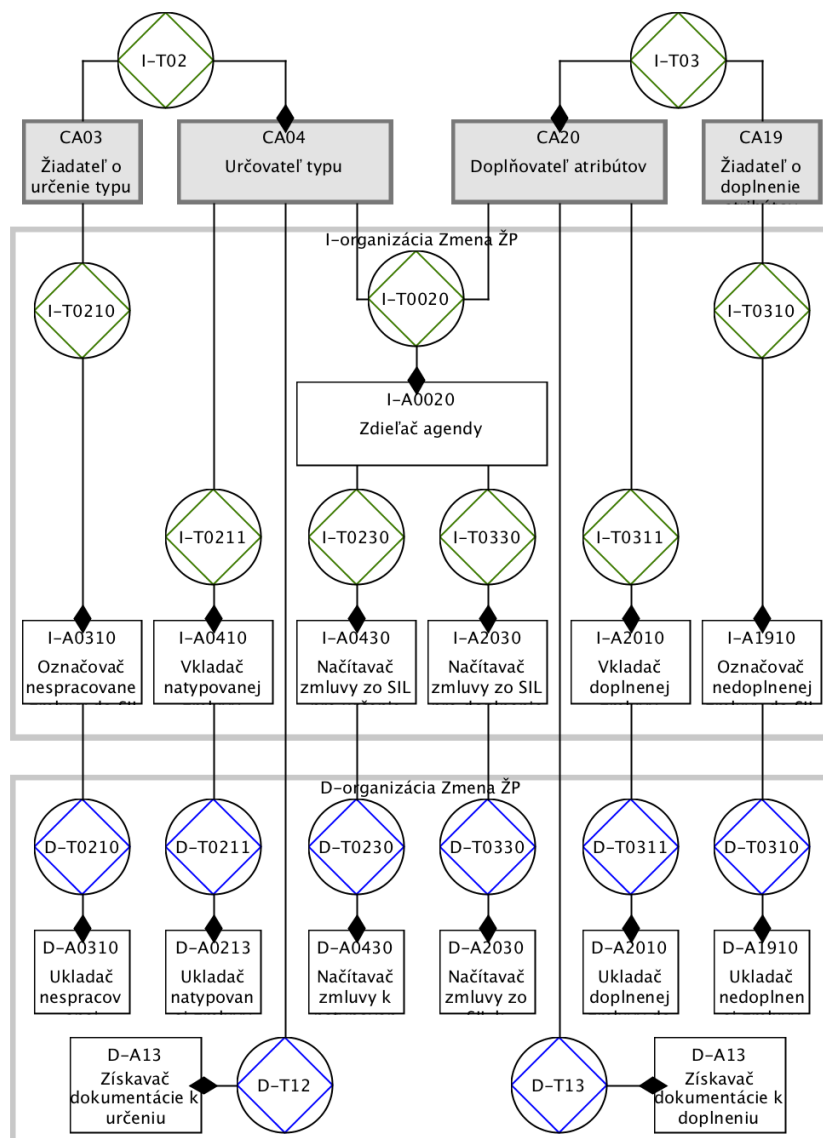 I-T02
I-T03
CA03
Žiadateľ o
určenie typu
CA04
Určovateľ typu
CA20
Doplňovateľ atribútov
CA19
Žiadateľ o
doplnenie
I-organizácia Zmena ŽP
I-T0210
I-T0020
I-T0310
I-A0020
Zdieľač agendy
I-T0211
I-T0230
I-T0330
I-T0311
I-A0310
Označovač
nespracovane
I-A0410
Vkladač
natypovanej
I-A0430
Načítavač
zmluvy zo SIL
I-A2030
Načítavač
zmluvy zo SIL
I-A2010
Vkladač
doplnenej
I-A1910
Označovač
nedoplnenej
D-organizácia Zmena ŽP
D-T0210
D-T0211
D-T0230
D-T0330
D-T0311
D-T0310
D-A0310
Ukladač
nespracov
D-A0213
Ukladač
natypovan
D-A0430
Načítavač
zmluvy k
D-A2030
Načítavač
zmluvy zo
D-A2010
Ukladač
doplnenej
D-A1910
Ukladač
nedoplnen
D-A13
Získavač
dokumentácie k
určeniu
D-T12
D-T13
D-A13
Získavač
dokumentácie k
doplneniu